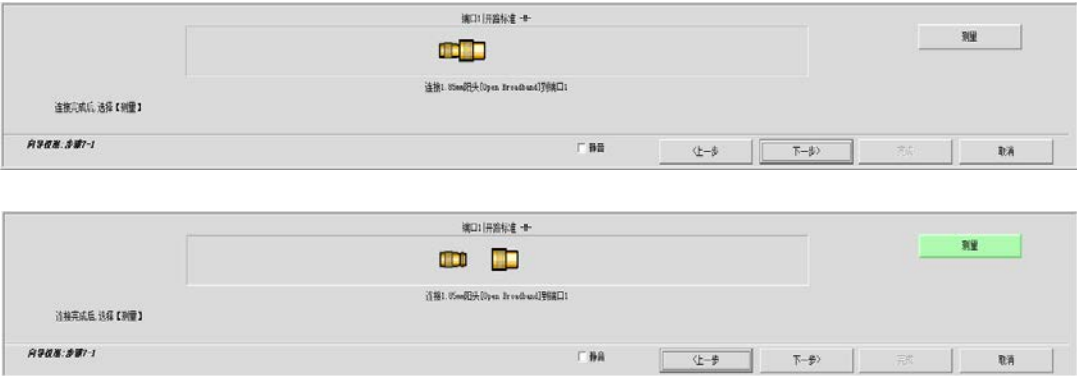 端口1|开路标准 -M-
测量
连接1.85mm阳头[Open Broadband]到端口1
连接完成后,选择【测量】
向导校准:步骤7-1
静音
<上一步
下一步>
完成
取消
端口1|开路标准 -M-
测量
连接1.85mm阳头[Open Broadband]到端口1
连接完成后,选择【测量】
向导校准:步骤7-1
静音
<上一步
下一步>
完成
取消